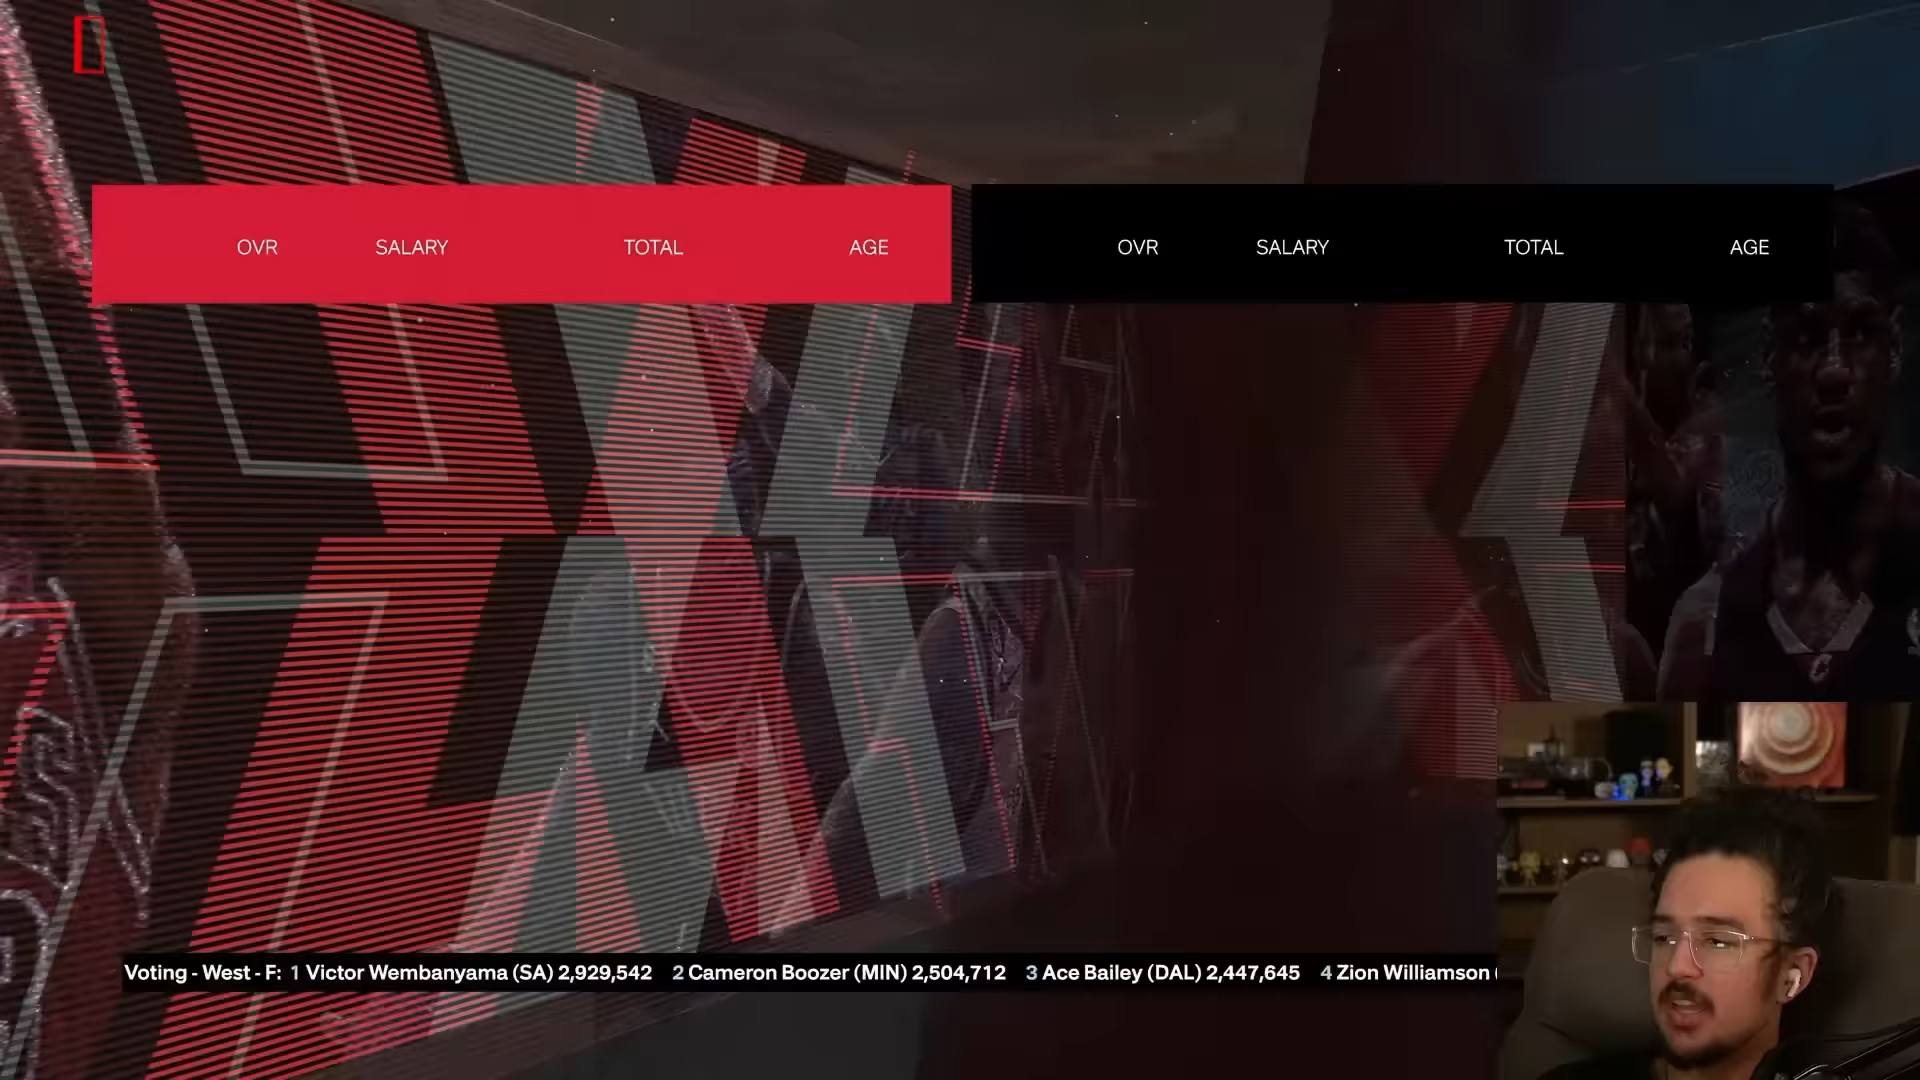 OVR SALARY TOTAL AGE OVR SALARY TOTAL AGE
Voting - West - F: 1 Victor Wembanyama (SA) 2,929,542 2 Cameron Boozer (MIN) 2,504,712 3 Ace Bailey (DAL) 2,447,645 4 Zion Williamson